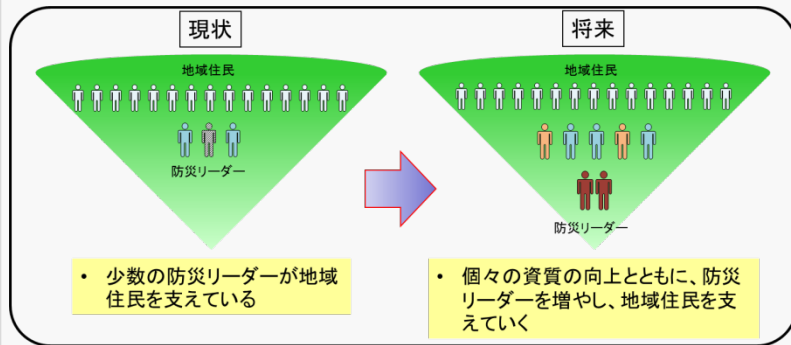 現状
地域住民
防災リーダー
• 少数の防災リーダーが地域
住民を支えている
将来
地域住民
防災リーダー
• 個々の資質の向上とともに、防災
リーダーを増やし、地域住民を支
えていく